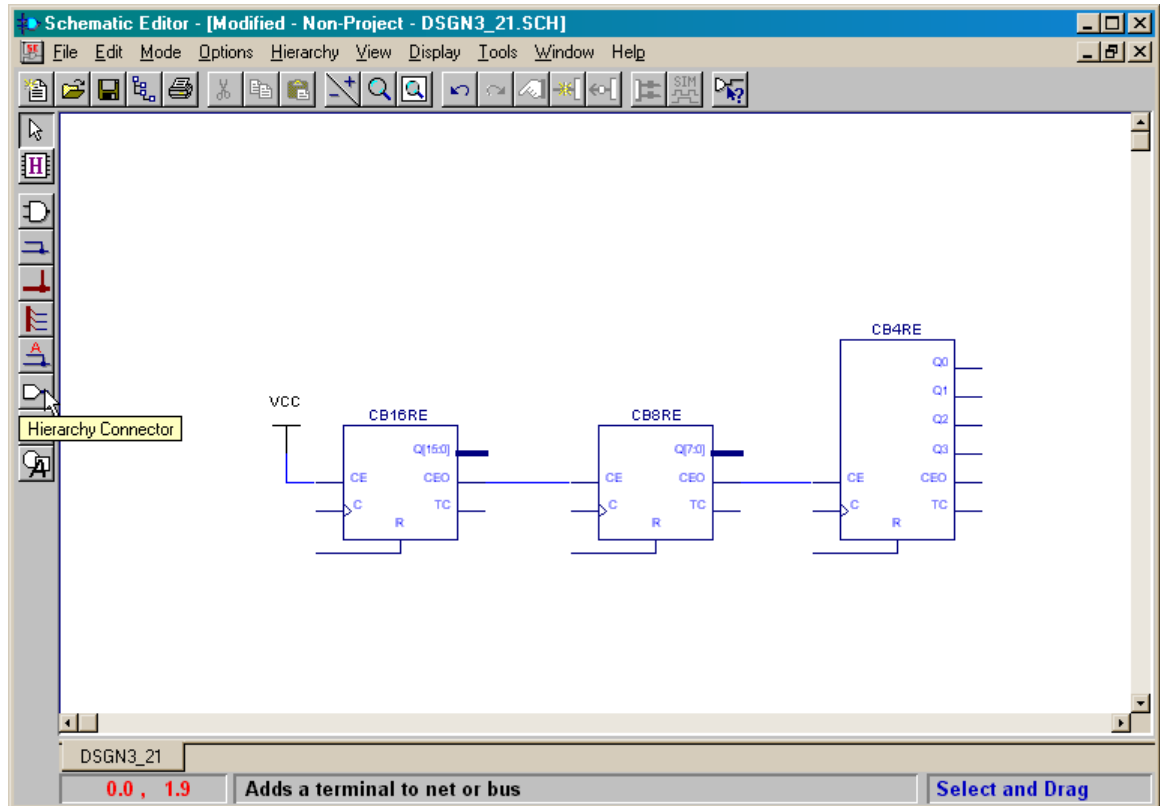 Schematic Editor - [Modified - Non-Project - DSGN3_21.SCH]
File Edit Mode Options Hierarchy View Display Tools Window Help
SIM
H
A
Hierarchy Connector
A
VCC
CB16RE
Q[15:0]
CE CEO
C TC
R
CB8RE
Q[7:0]
CE CEO
C TC
R
CB4RE
Q0
Q1
Q2
Q3
CE CEO
C TC
R
DSGN3_21
0.0 , 1.9 Adds a terminal to net or bus Select and Drag